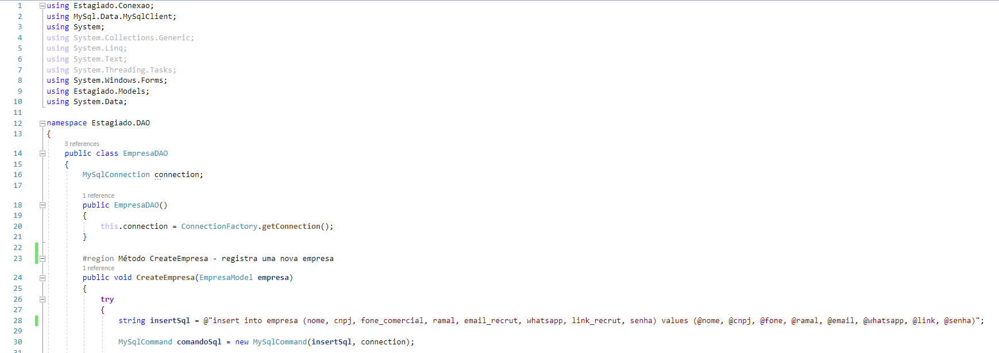 1 using Estagiado.Conexao;
2 using MySql.Data.MySqlClient;
3 using System;
4 using System.Collections.Generic;
5 using System.Linq;
6 using System.Text;
7 using System.Threading.Tasks;
8 using System.Windows.Forms;
9 using Estagiado.Models;
10 using System.Data;
11
12 namespace Estagiado.DAO
13 {
3 references
14 public class EmpresaDAO
15 {
16 MySqlConnection connection;
17
1 reference
18 public EmpresaDAO()
19 {
20 this.connection = ConnectionFactory.getConnection();
21 }
22
23 #region Método CreateEmpresa - registra uma nova empresa
1 reference
24 public void CreateEmpresa(EmpresaModel empresa)
25 {
26 try
27 {
28 string insertSql = @"insert into empresa (nome, cnpj, fone_comercial, ramal, email_recrut, whatsapp, link_recrut, senha) values (@nome, @cnpj, @fone, @ramal, @email, @whatsapp, @link, @senha)";
29
30 MySqlCommand comandoSql = new MySqlCommand(insertSql, connection);
31